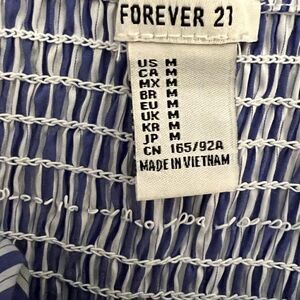 FOREVER 21
US M
CA M
MX M
BR M
EU M
UK M
KR M
JP M
CN 165/92A
MADE IN VIETNAM